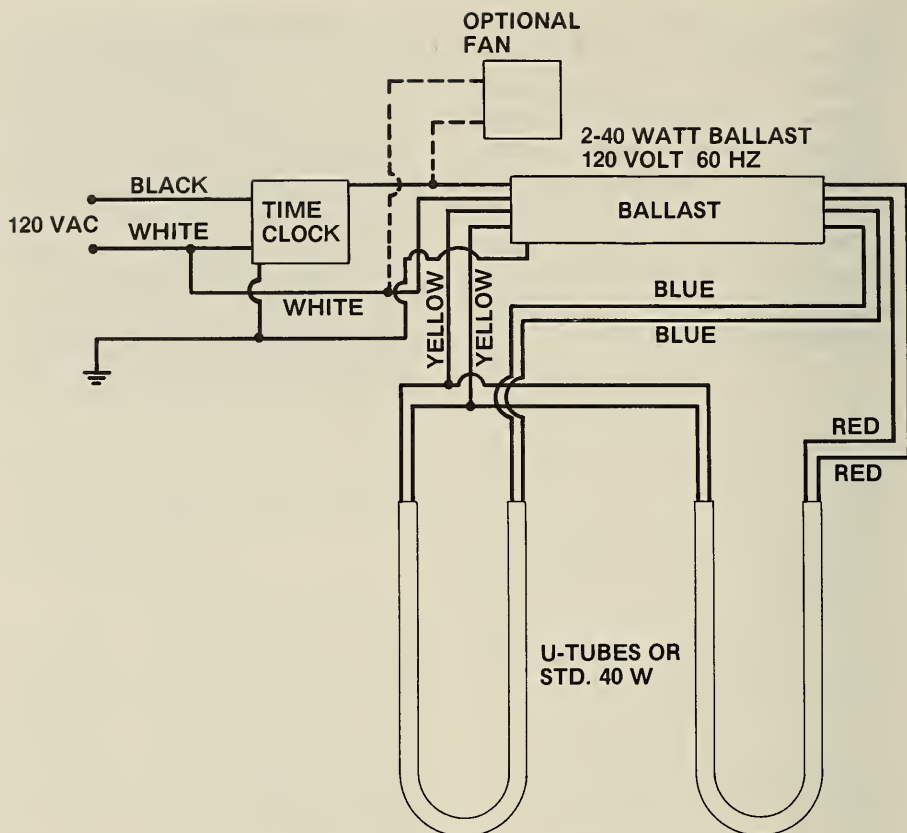 OPTIONAL
FAN
2-40 WATT BALLAST
120 VOLT 60 HZ
BLACK
120 VAC
WHITE
TIME
CLOCK
BALLAST
WHITE
YELLOW
YELLOW
BLUE
BLUE
RED
RED
U-TUBES OR
STD. 40 W